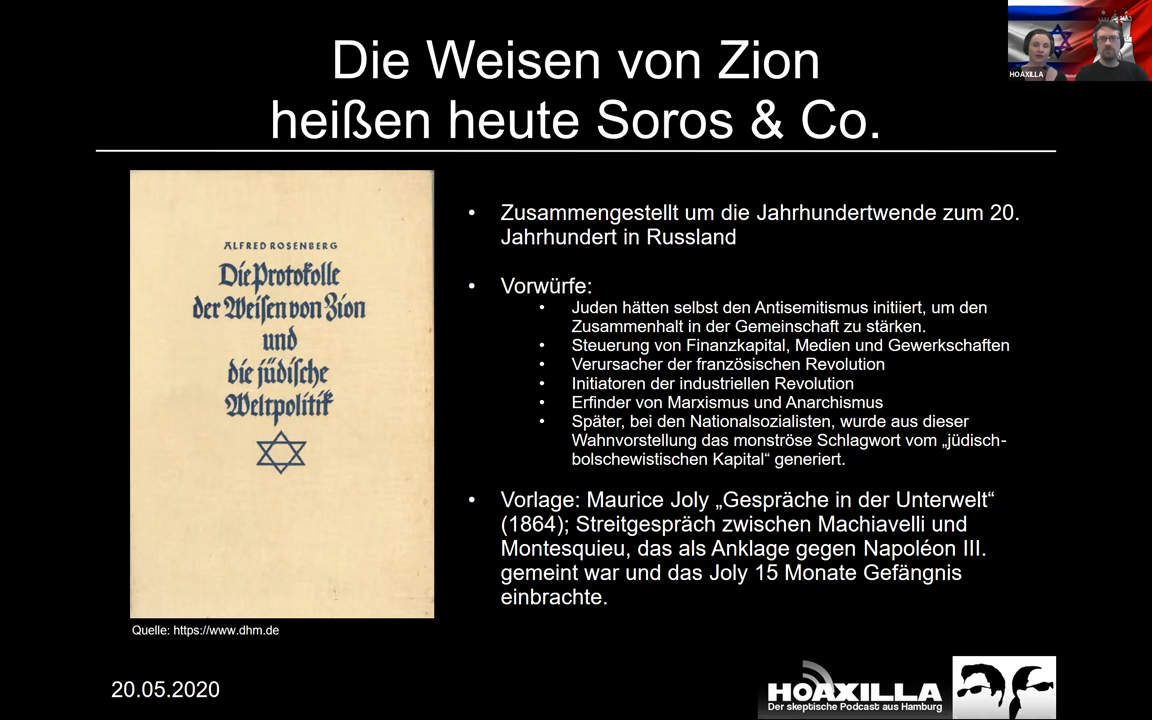 Die Weisen von Zion
heißen heute Soros & Co.
HOAXILLA
ALFRED ROSENBERG
Die Protokolle
der Weisen von Zion
und
die jüdische
Weltpolitik
Quelle: https://www.dhm.de
• Zusammengestellt um die Jahrhundertwende zum 20.
Jahrhundert in Russland
• Vorwürfe:
• Juden hätten selbst den Antisemitismus initiiert, um den
Zusammenhalt in der Gemeinschaft zu stärken.
• Steuerung von Finanzkapital, Medien und Gewerkschaften
• Verursacher der französischen Revolution
• Initiatoren der industriellen Revolution
• Erfinder von Marxismus und Anarchismus
• Später, bei den Nationalsozialisten, wurde aus dieser
Wahnvorstellung das monströse Schlagwort vom „jüdisch-
bolschewistischen Kapital“ generiert.
• Vorlage: Maurice Joly „Gespräche in der Unterwelt“
(1864); Streitgespräch zwischen Machiavelli und
Montesquieu, das als Anklage gegen Napoléon III.
gemeint war und das Joly 15 Monate Gefängnis
einbrachte.
20.05.2020
HOAXILLA
Der skeptische Podcast aus Hamburg